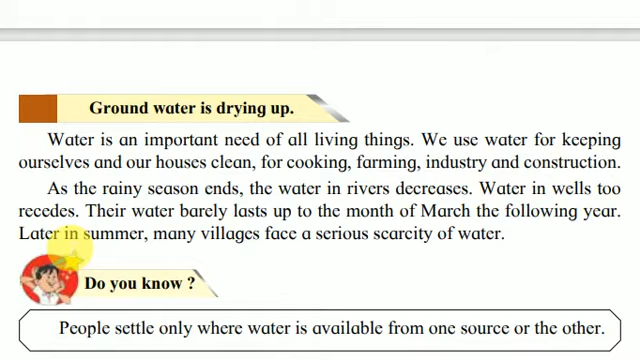 Ground water is drying up.
Water is an important need of all living things. We use water for keeping
ourselves and our houses clean, for cooking, farming, industry and construction.
As the rainy season ends, the water in rivers decreases. Water in wells too
recedes. Their water barely lasts up to the month of March the following year.
Later in summer, many villages face a serious scarcity of water.
Do you know ?
People settle only where water is available from one source or the other.